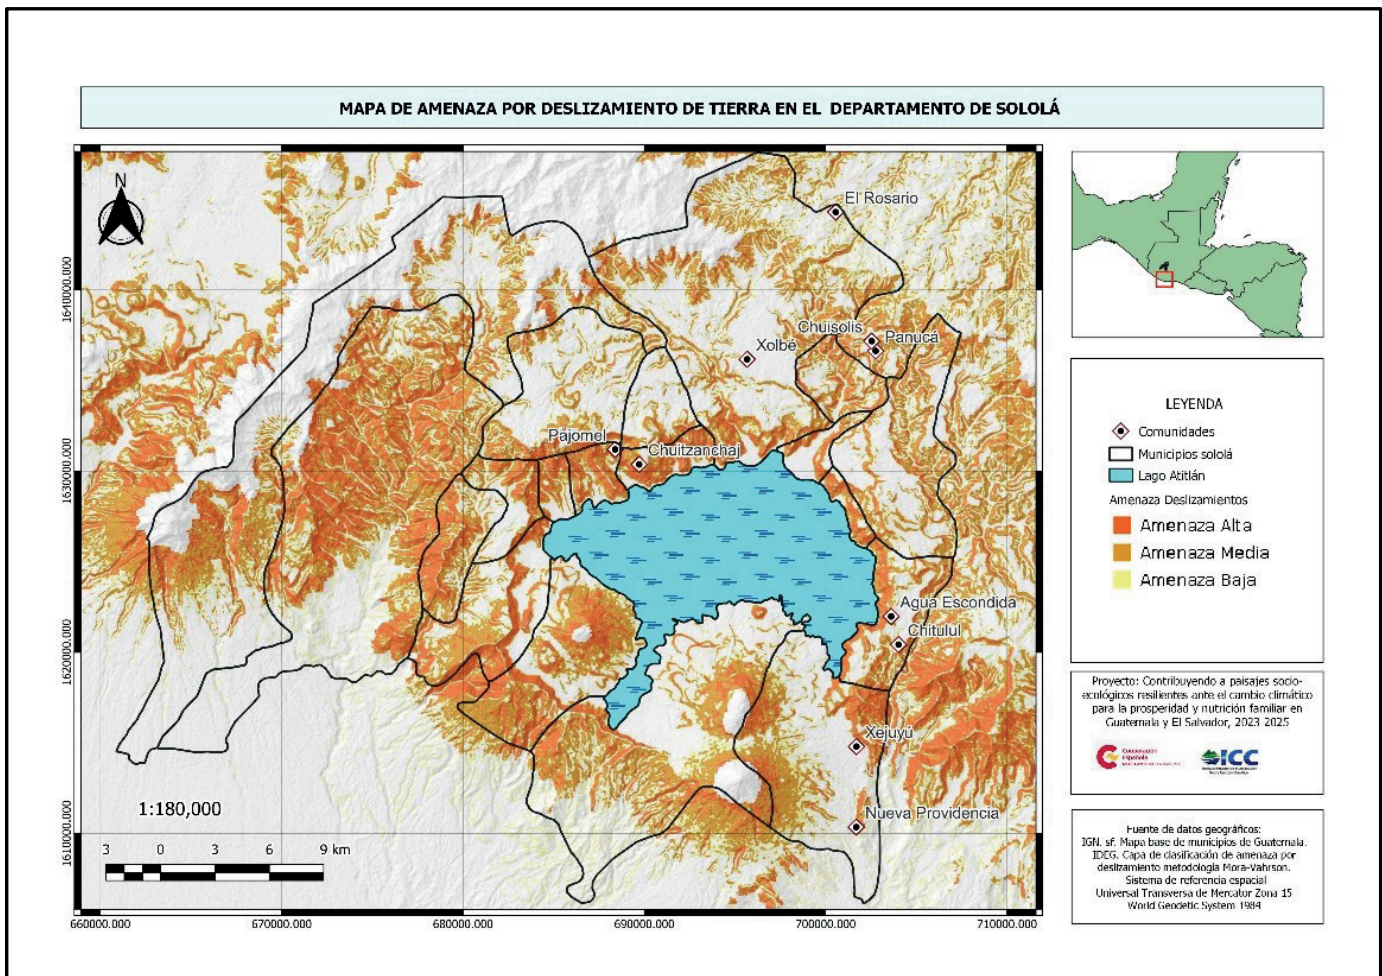 MAPA DE AMENAZA POR DESLIZAMIENTO DE TIERRA EN EL DEPARTAMENTO DE SOLOLÁ
N
El Rosario
Chuisolis
Panucá
Xolbé
Pajomel
Chuitzanchaj
Agua Escondida
Chitulul
Xejuyú
Nueva Providencia
1:180,000
3 0 3 6 9 km
1640000.000
1630000.000
1620000.000
1610000.000
660000.000 670000.000 680000.000 690000.000 700000.000 710000.000
LEYENDA
Comunidades
Municipios sololá
Lago Atitlán
Amenaza Deslizamientos
Amenaza Alta
Amenaza Media
Amenaza Baja
Proyecto: Contribuyendo a paisajes socio-
ecológicos resilientes ante el cambio climático
para la prosperidad y nutrición familiar en
Guatemala y El Salvador, 2023-2025
Cooperación
Española
ICC
Fuente de datos geográficos:
IGN. sf. Mapa base de municipios de Guatemala.
IDEG. Capa de clasificación de amenaza por
deslizamiento metodología Mora-Vahrson.
Sistema de referencia espacial
Universal Transversa de Mercator Zona 15
World Geodetic System 1984